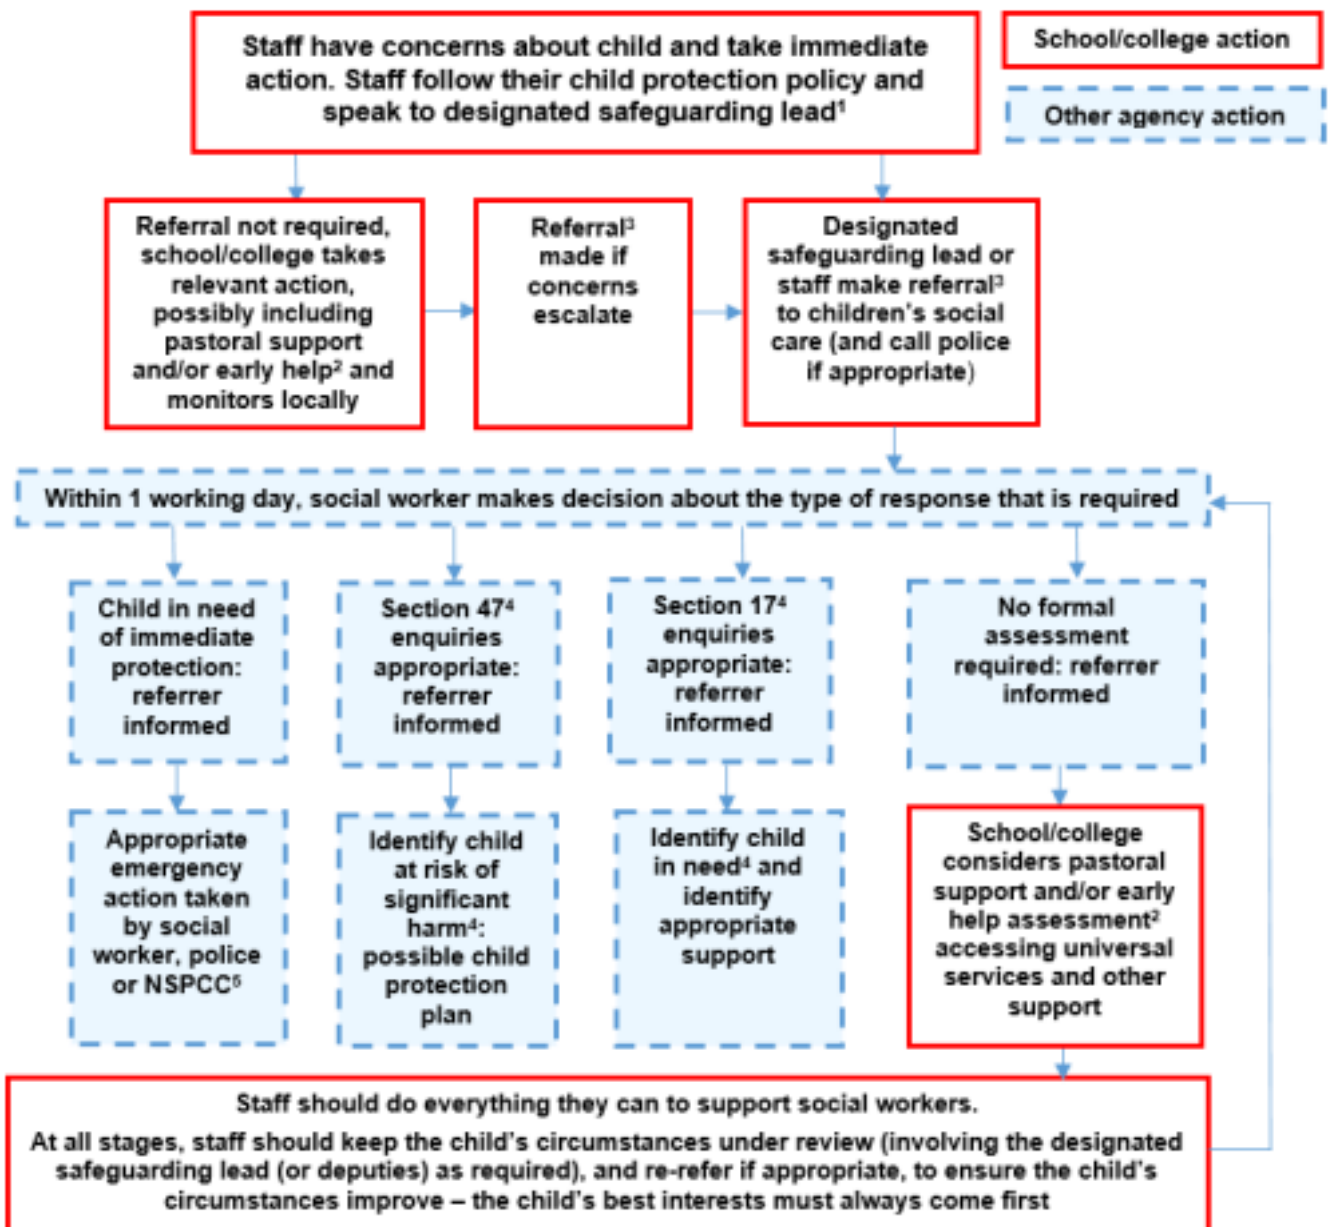 Staff have concerns about child and take immediate
action. Staff follow their child protection policy and
speak to designated safeguarding lead¹
School/college action
Other agency action
Referral not required,
school/college takes
relevant action,
possibly including
pastoral support
and/or early help² and
monitors locally
Referral³
made if
concerns
escalate
Designated
safeguarding lead or
staff make referral³
to children's social
care (and call police
if appropriate)
Within 1 working day, social worker makes decision about the type of response that is required
Child in need
of immediate
protection:
referrer
informed
Section 47⁴
enquiries
appropriate:
referrer
informed
Section 17⁴
enquiries
appropriate:
referrer
informed
No formal
assessment
required: referrer
informed
Appropriate
emergency
action taken
by social
worker, police
or NSPCC⁵
Identify child
at risk of
significant
harm⁴:
possible child
protection
plan
Identify child
in need⁴ and
identify
appropriate
support
School/college
considers pastoral
support and/or early
help assessment²
accessing universal
services and other
support
Staff should do everything they can to support social workers.
At all stages, staff should keep the child's circumstances under review (involving the designated
safeguarding lead (or deputies) as required), and re-refer if appropriate, to ensure the child's
circumstances improve – the child's best interests must always come first